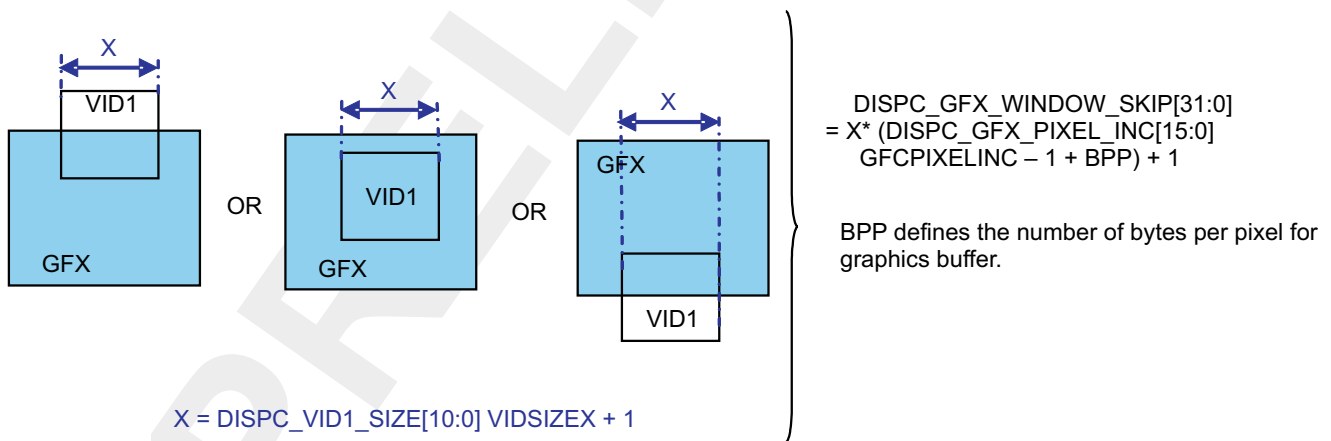 X
VID1
GFX
OR
X
VID1
GFX
OR
X
GFX
VID1
X = DISPC_VID1_SIZE[10:0] VIDSIZEX + 1
DISPC_GFX_WINDOW_SKIP[31:0]
= X* (DISPC_GFX_PIXEL_INC[15:0]
GFCPIXELINC – 1 + BPP) + 1
BPP defines the number of bytes per pixel for
graphics buffer.